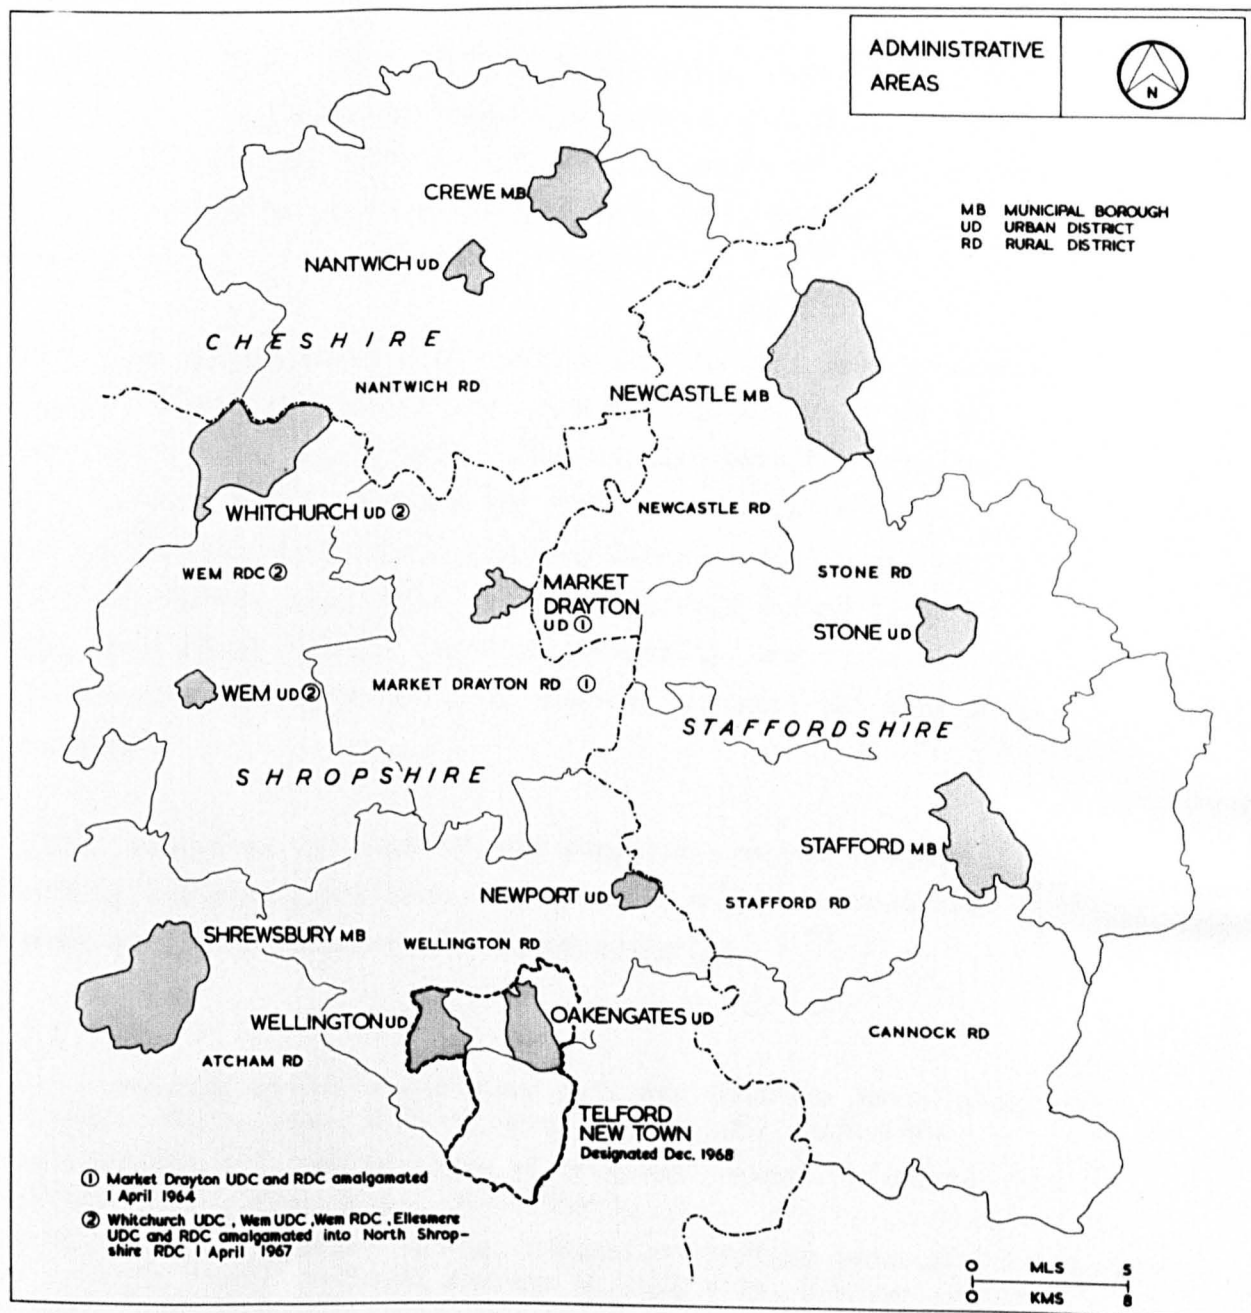 ADMINISTRATIVE
AREAS
N
MB MUNICIPAL BOROUGH
UD URBAN DISTRICT
RD RURAL DISTRICT
CREWE MB
NANTWICH UD
CHESHIRE
NANTWICH RD
NEWCASTLE MB
WHITCHURCH UD ②
NEWCASTLE RD
WEM RDC ②
MARKET
DRAYTON
UD ①
STONE RD
STONE UD
WEM UD ②
MARKET DRAYTON RD ①
STAFFORDSHIRE
SHROPSHIRE
STAFFORD MB
NEWPORT UD
STAFFORD RD
SHREWSBURY MB
WELLINGTON RD
WELLINGTON UD
OAKENGATES UD
CANNOCK RD
ATCHAM RD
TELFORD
NEW TOWN
Designated Dec. 1968
① Market Drayton UDC and RDC amalgamated
1 April 1964
② Whitchurch UDC , Wem UDC , Wem RDC , Ellesmere
UDC and RDC amalgamated into North Shrop-
shire RDC 1 April 1967
0 MLS 5
0 KMS 8